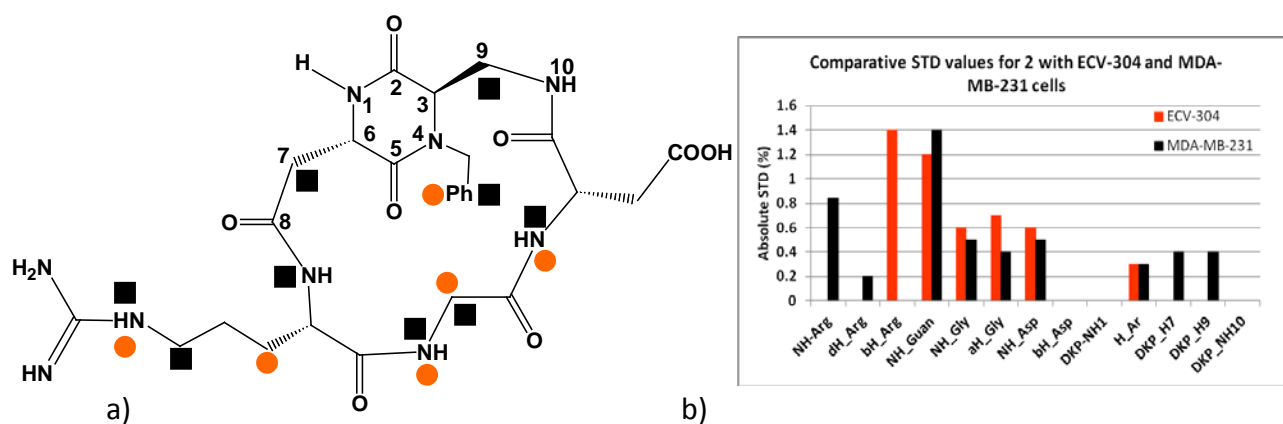 O
9
H
10
NH
N
1
2
3
O
6
5
4
N
7
COOH
O
Ph
O
8
HN
H₂N
NH
HN
O
HN
NH
O
a)
b)
Comparative STD values for 2 with ECV-304 and MDA-
MB-231 cells
Absolute STD (%)
1.6
1.4
1.2
1
0.8
0.6
0.4
0.2
0
ECV-304
MDA-MB-231
NH-Arg
dH_Arg
bH_Arg
NH_Guan
NH_Gly
aH_Gly
NH_Asp
bH_Asp
DKP-NH1
H_Ar
DKP_H7
DKP_H9
DKP_NH10